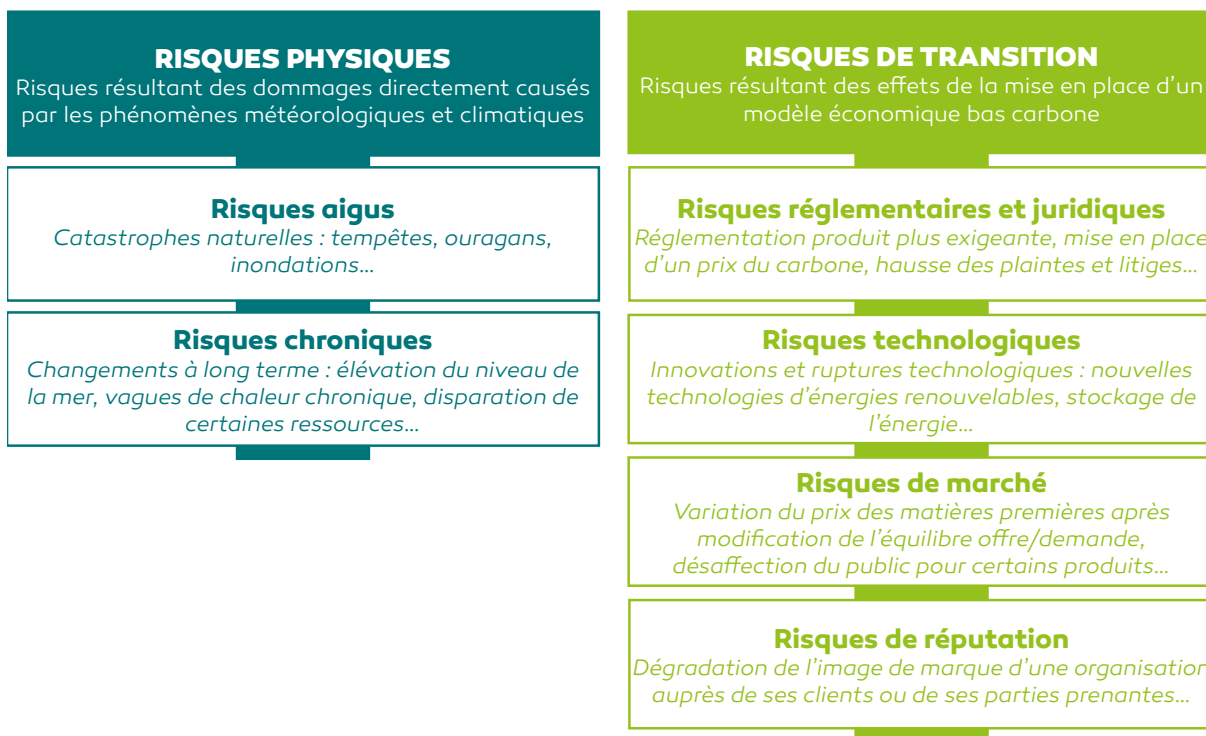 RISQUES PHYSIQUES
Risques résultant des dommages directement causés
par les phénomènes météorologiques et climatiques
Risques aigus
Catastrophes naturelles : tempêtes, ouragans,
inondations...
Risques chroniques
Changements à long terme : élévation du niveau de
la mer, vagues de chaleur chronique, disparation de
certaines ressources...
RISQUES DE TRANSITION
Risques résultant des effets de la mise en place d’un
modèle économique bas carbone
Risques réglementaires et juridiques
Réglementation produit plus exigeante, mise en place
d’un prix du carbone, hausse des plaintes et litiges...
Risques technologiques
Innovations et ruptures technologiques : nouvelles
technologies d’énergies renouvelables, stockage de
l’énergie...
Risques de marché
Variation du prix des matières premières après
modification de l’équilibre offre/demande,
désaffection du public pour certains produits...
Risques de réputation
Dégradation de l’image de marque d’une organisation
auprès de ses clients ou de ses parties prenantes...